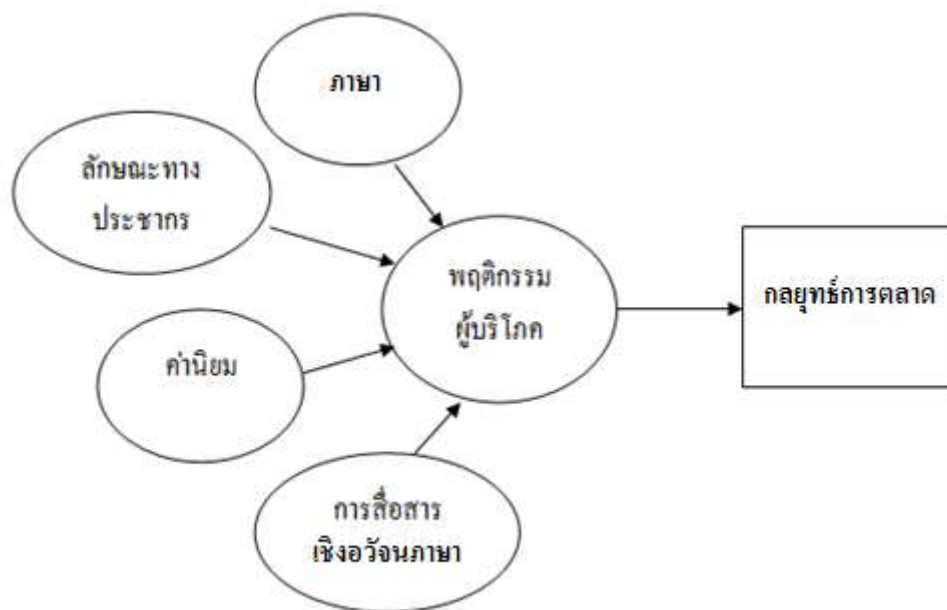 ภาษา
ลักษณะทาง
ประชากร
พฤติกรรม
ผู้บริโภค
กลยุทธ์การตลาด
ค่านิยม
การสื่อสาร
เชิงอวัจนภาษา